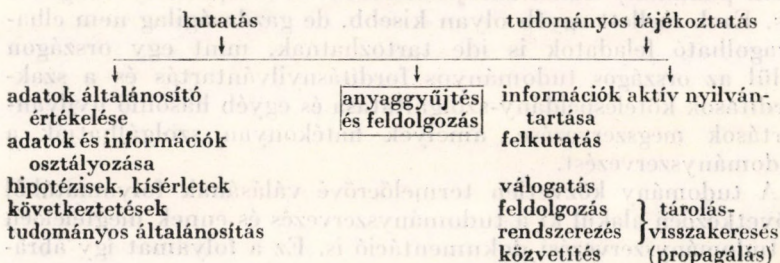 kutatás
tudományos tájékoztatás
adatok általánosító
értékelése
adatok és információk
osztályozása
hipotézisek, kísérletek
következtetések
tudományos általánosítás
anyaggyűjtés
és feldolgozás
információk aktív nyilván-
tartása
felkutatás
válogatás
feldolgozás
rendszerezés
közvetítés
tárolás-
visszakeresés
(propagálás)